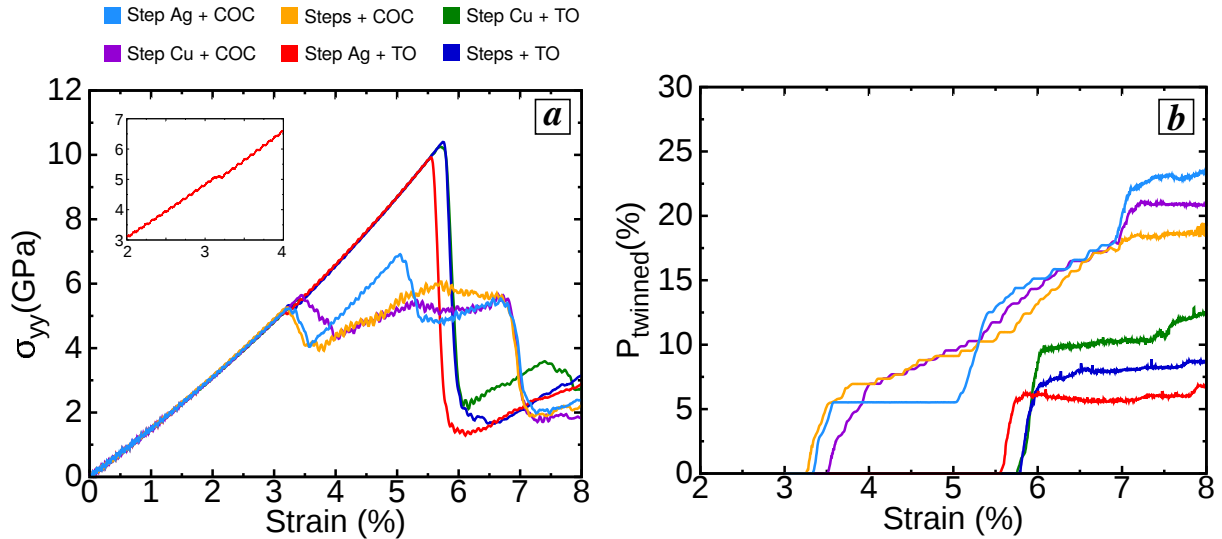 Step Ag + COC Steps + COC Step Cu + TO
Step Cu + COC Step Ag + TO Steps + TO
a
σyy(GPa)
12
10
8
6
4
2
0
7
6
5
4
3
2 3 4
0 1 2 3 4 5 6 7 8
Strain (%)
b
Ptwinned(%)
30
25
20
15
10
5
0
2 3 4 5 6 7 8
Strain (%)